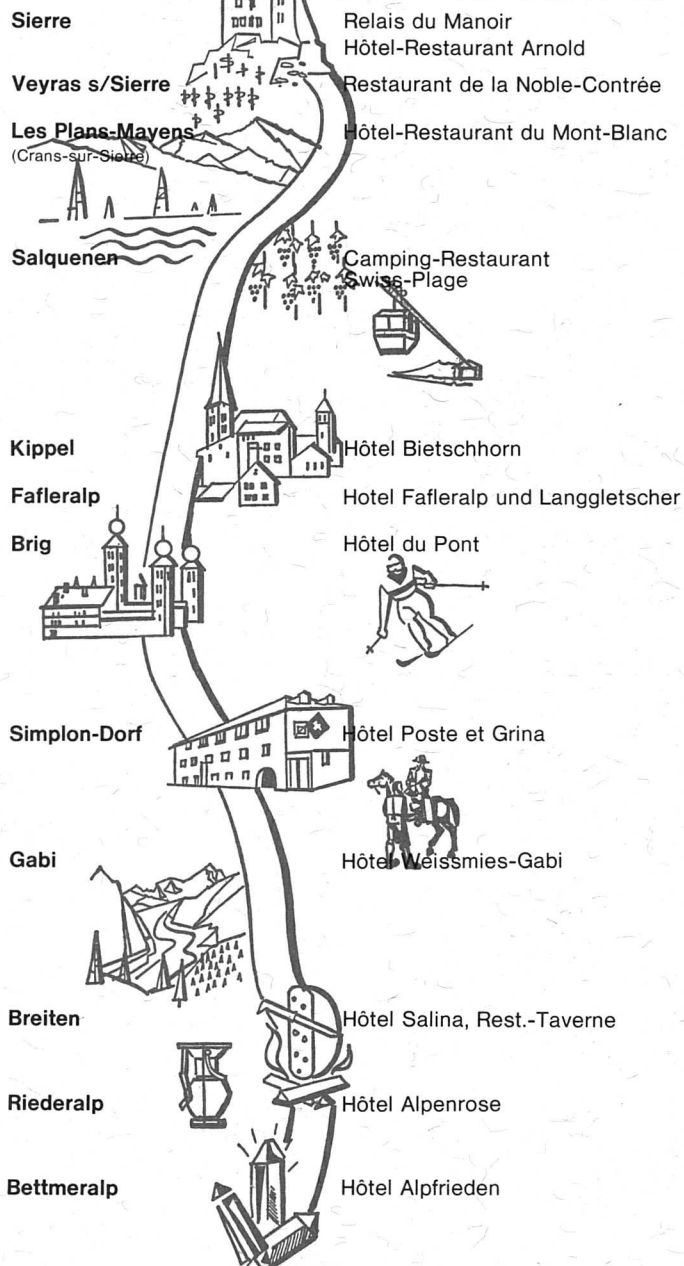 Sierre
Relais du Manoir
Hôtel-Restaurant Arnold
Veyras s/Sierre
Restaurant de la Noble-Contrée
Les Plans-Mayens
(Crans-sur-Sierre)
Hôtel-Restaurant du Mont-Blanc
Salquenen
Camping-Restaurant
Swiss-Plage
Kippel
Hôtel Bietschhorn
Fafleralp
Hotel Fafleralp und Langgletscher
Brig
Hôtel du Pont
Simplon-Dorf
Hôtel Poste et Grina
Gabi
Hôtel Weissmies-Gabi
Breiten
Hôtel Salina, Rest.-Taverne
Riederalp
Hôtel Alpenrose
Bettmeralp
Hôtel Alpfrieden